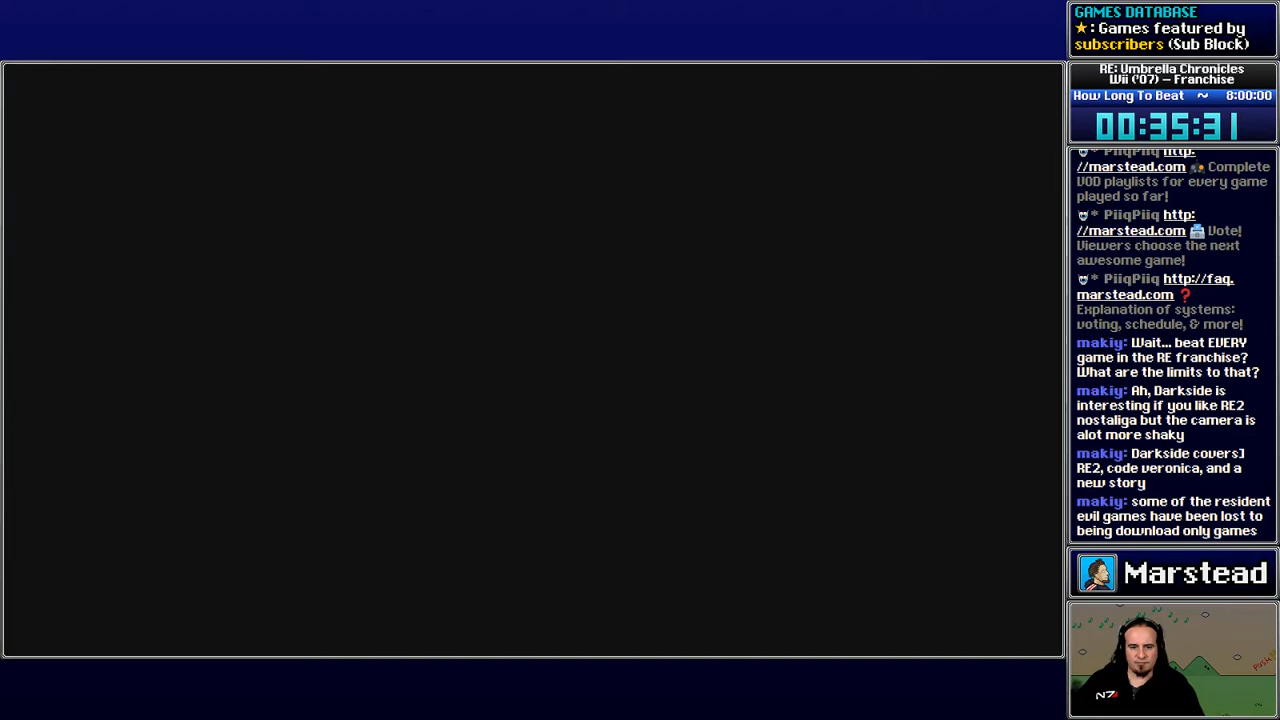 GAMES DATABASE
★: Games featured by
subscribers (Sub Block)
RE: Umbrella Chronicles
Wii ('07) – Franchise
How Long To Beat ~ 8:00:00
00:35:31
PiiqPiiq http:
//marstead.com Complete
VOD playlists for every game
played so far!
* PiiqPiiq http:
//marstead.com Vote!
Viewers choose the next
awesome game!
* PiiqPiiq http://faq.
marstead.com ❓
Explanation of systems:
voting, schedule, & more!
makiy: Wait... beat EVERY
game in the RE franchise?
What are the limits to that?
makiy: Ah, Darkside is
interesting if you like RE2
nostaliga but the camera is
alot more shaky
makiy: Darkside covers]
RE2, code veronica, and a
new story
makiy: some of the resident
evil games have been lost to
being download only games
Marstead
PUSH
N7